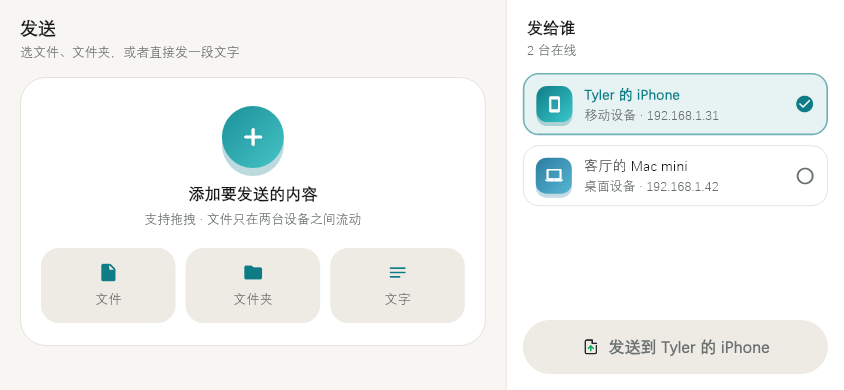 发送
选文件、文件夹，或者直接发一段文字
添加要发送的内容
支持拖拽 · 文件只在两台设备之间流动
文件
文件夹
文字
发给谁
2 台在线
Tyler 的 iPhone
移动设备 · 192.168.1.31
客厅的 Mac mini
桌面设备 · 192.168.1.42
发送到 Tyler 的 iPhone